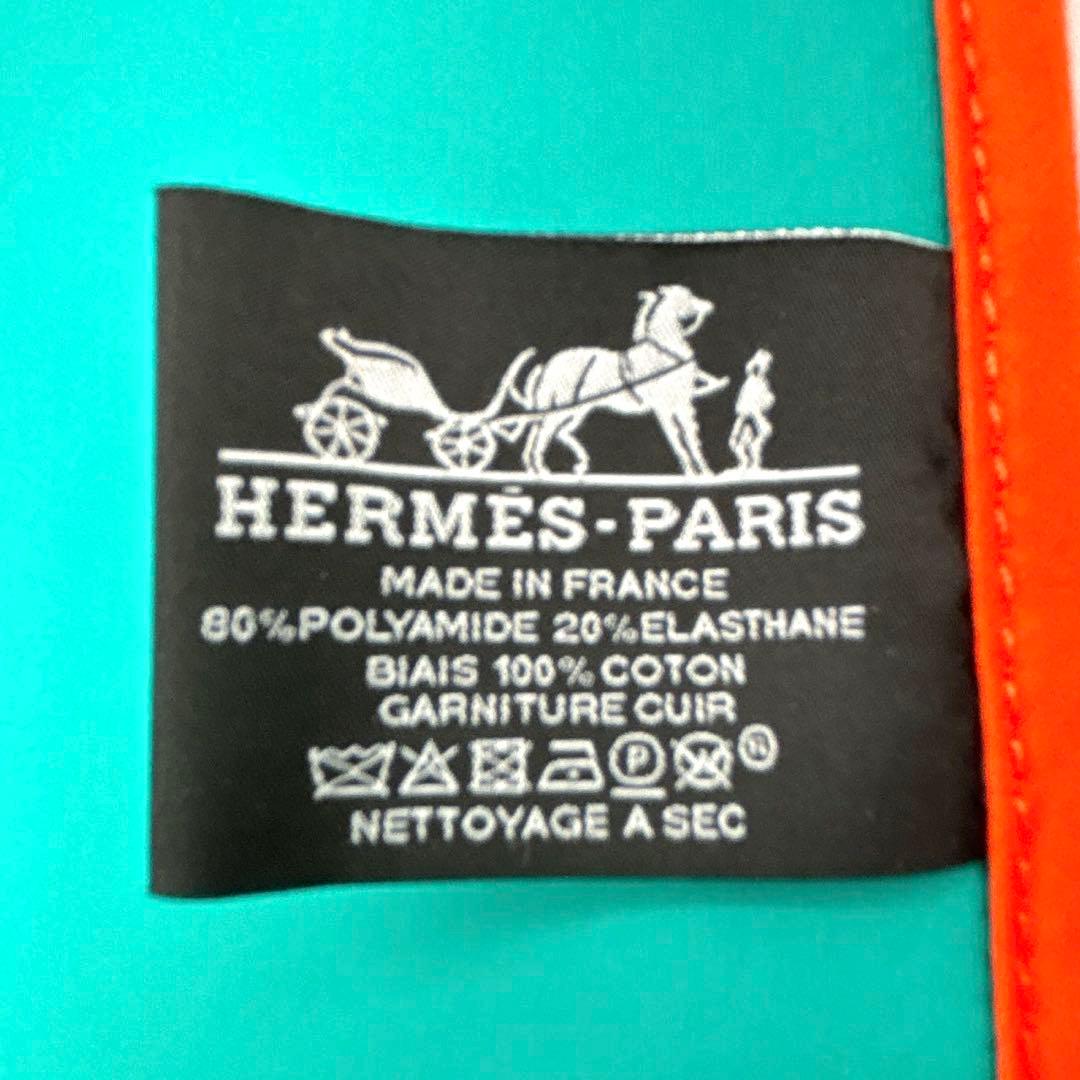 HERMÈS-PARIS
MADE IN FRANCE
80%POLYAMIDE 20%ELASTHANE
BIAIS 100% COTON
GARNITURE CUIR
P ®
NETTOYAGE A SEC